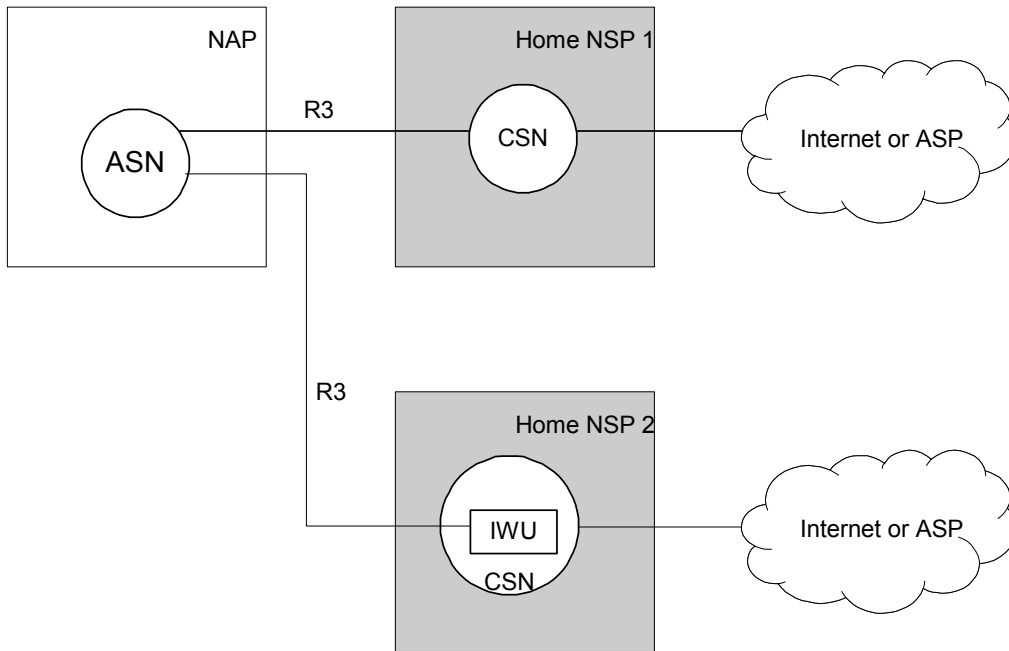 NAP
Home NSP 1
R3
ASN
CSN
Internet or ASP
R3
Home NSP 2
IWU
CSN
Internet or ASP